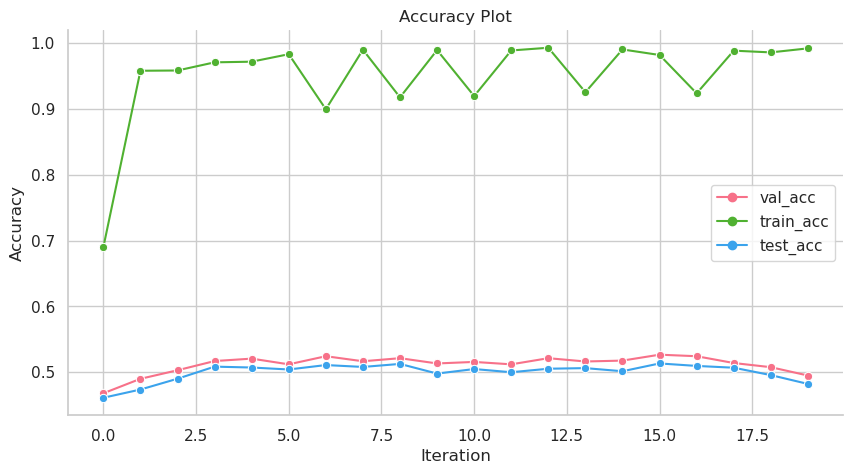 Accuracy Plot
1.0
0.9
0.8
0.7
0.6
0.5
Accuracy
val_acc
train_acc
test_acc
0.0 2.5 5.0 7.5 10.0 12.5 15.0 17.5
Iteration